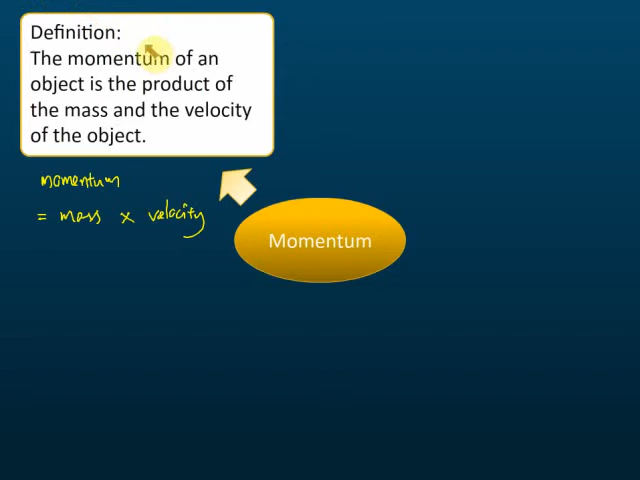 Definition:
The momentum of an
object is the product of
the mass and the velocity
of the object.
momentum
= mass × velocity
Momentum